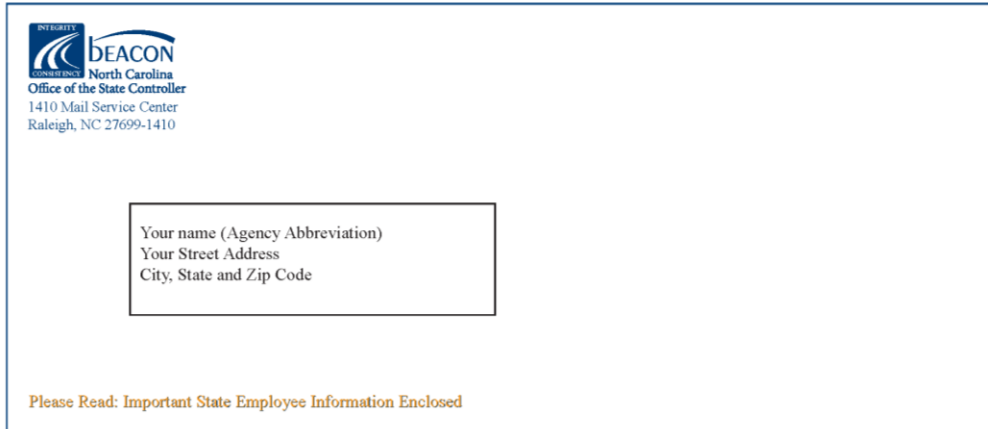 INTEGRITY
BEACON
CONSISTENCY
North Carolina
Office of the State Controller
1410 Mail Service Center
Raleigh, NC 27699-1410
Your name (Agency Abbreviation)
Your Street Address
City, State and Zip Code
Please Read: Important State Employee Information Enclosed